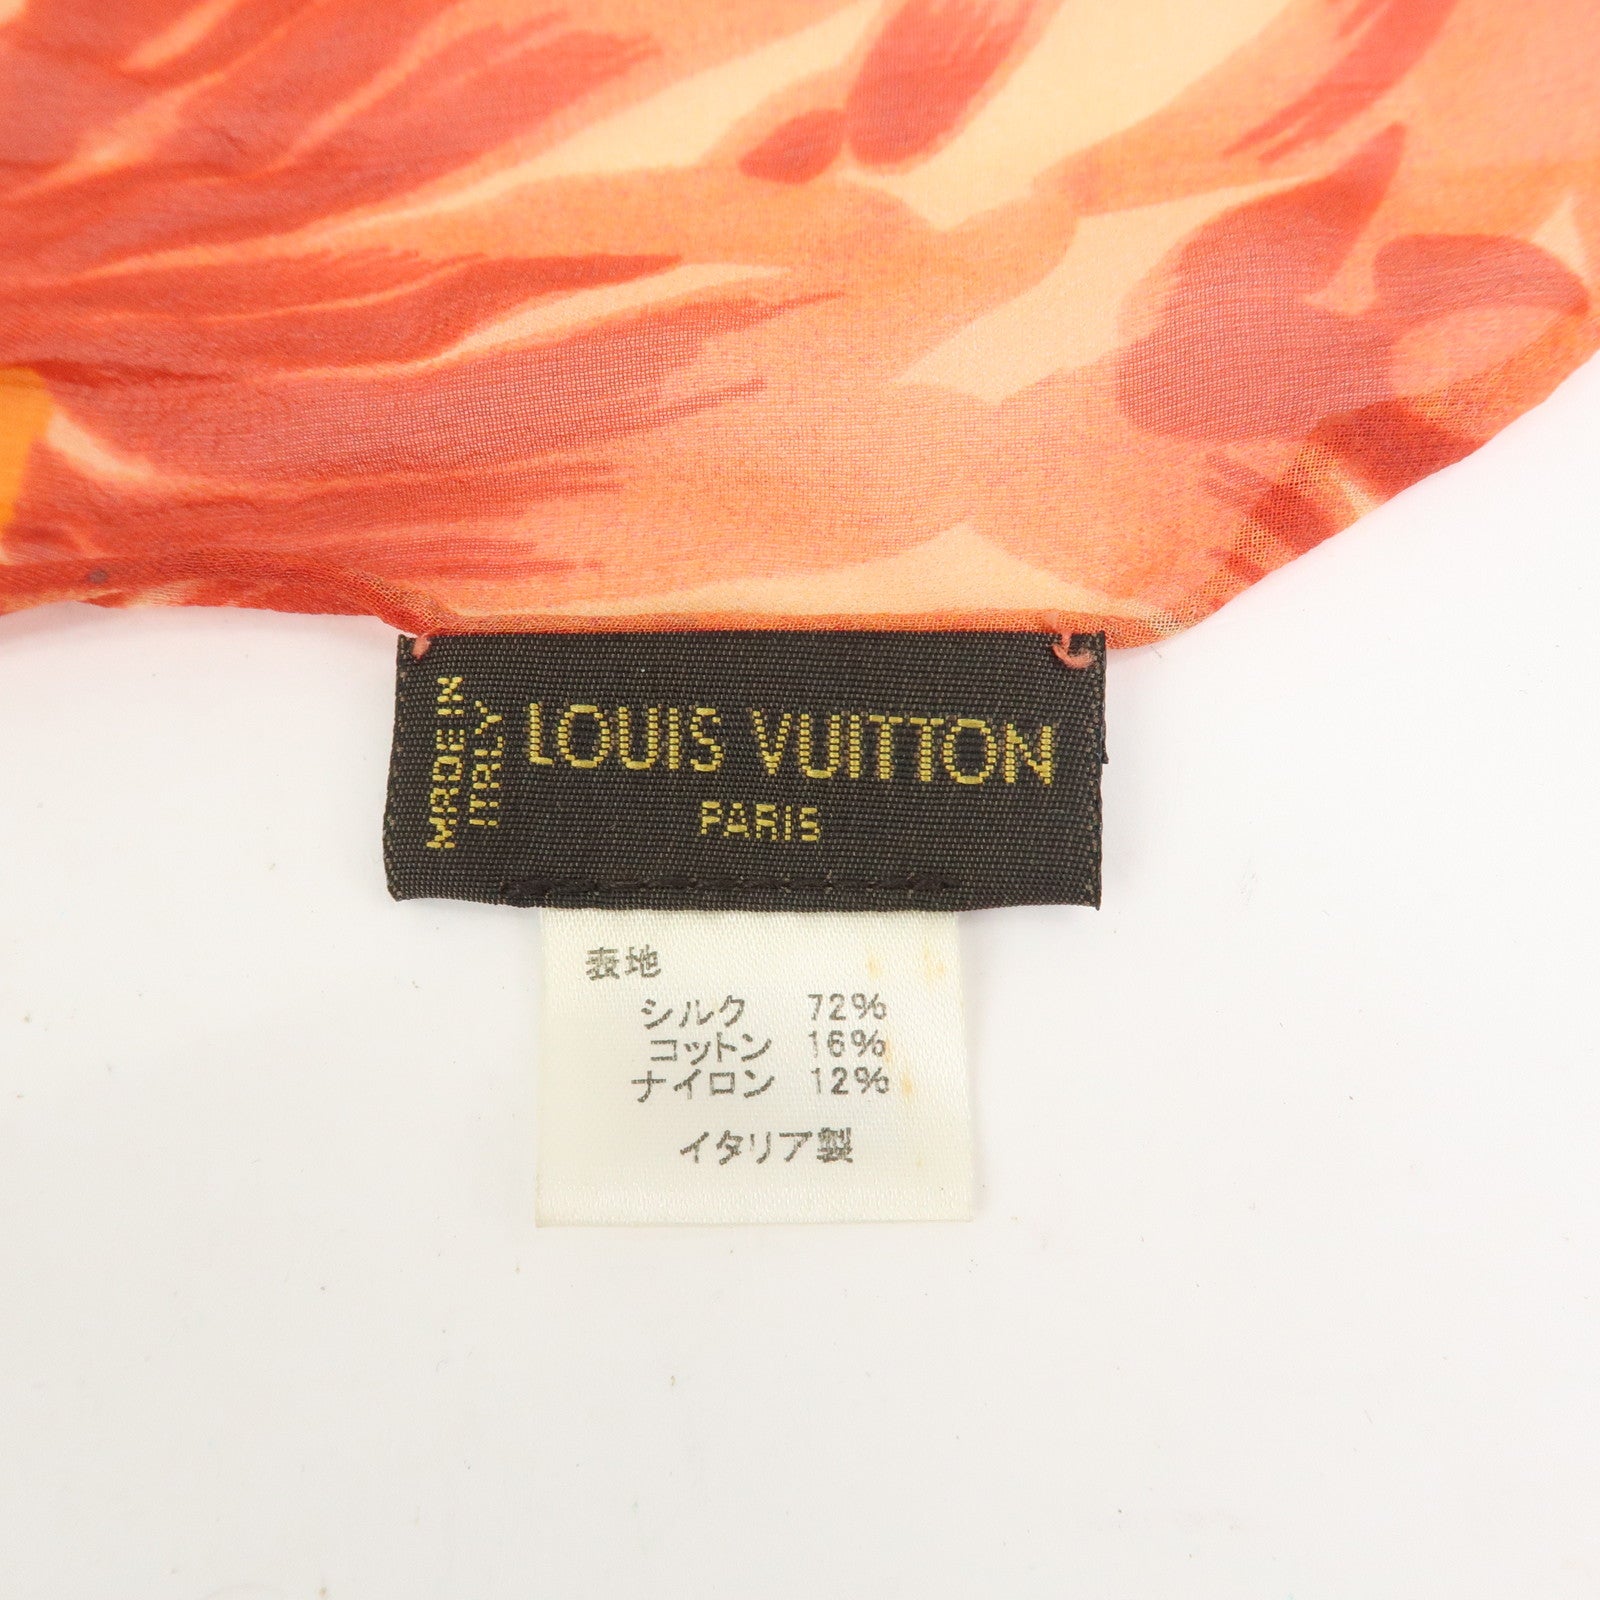 MADE IN
ITALY
LOUIS VUITTON
PARIS
表地
シルク 72%
コットン 16%
ナイロン 12%
イタリア製